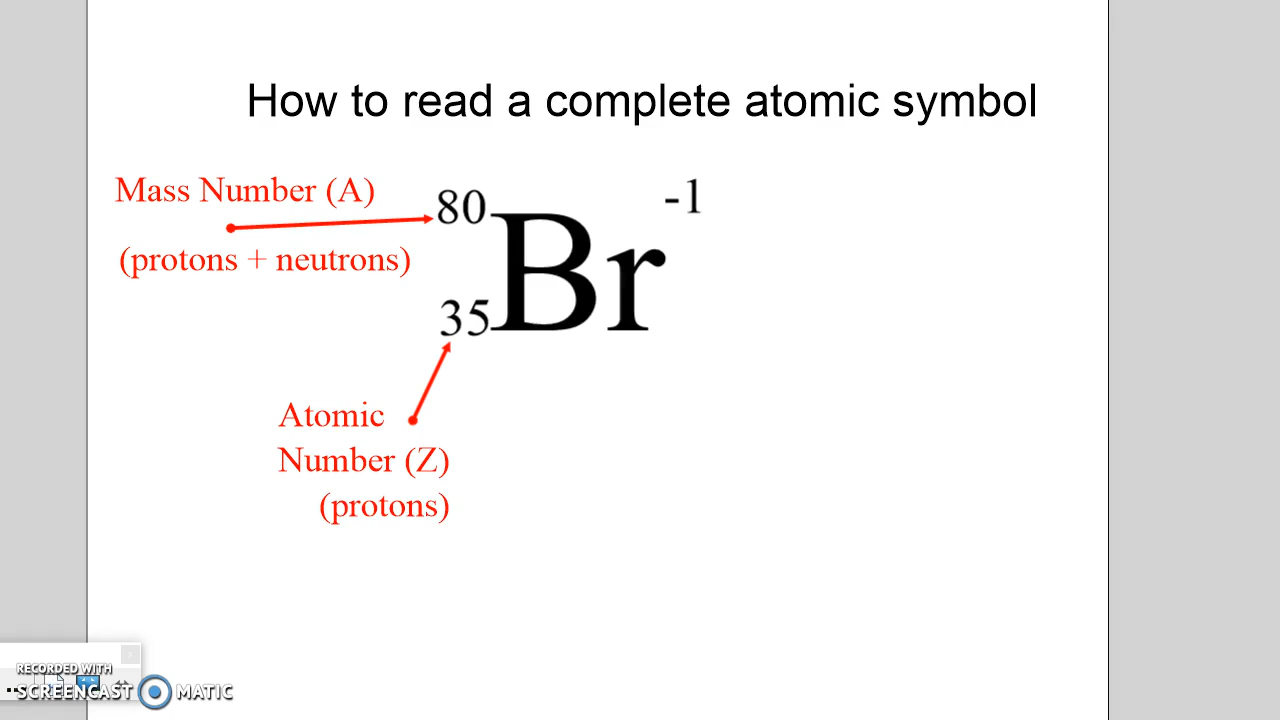 How to read a complete atomic symbol
Mass Number (A)
(protons + neutrons)
80
35
Br
-1
Atomic
Number (Z)
(protons)
RECORDED WITH
SCREENCAST MATIC